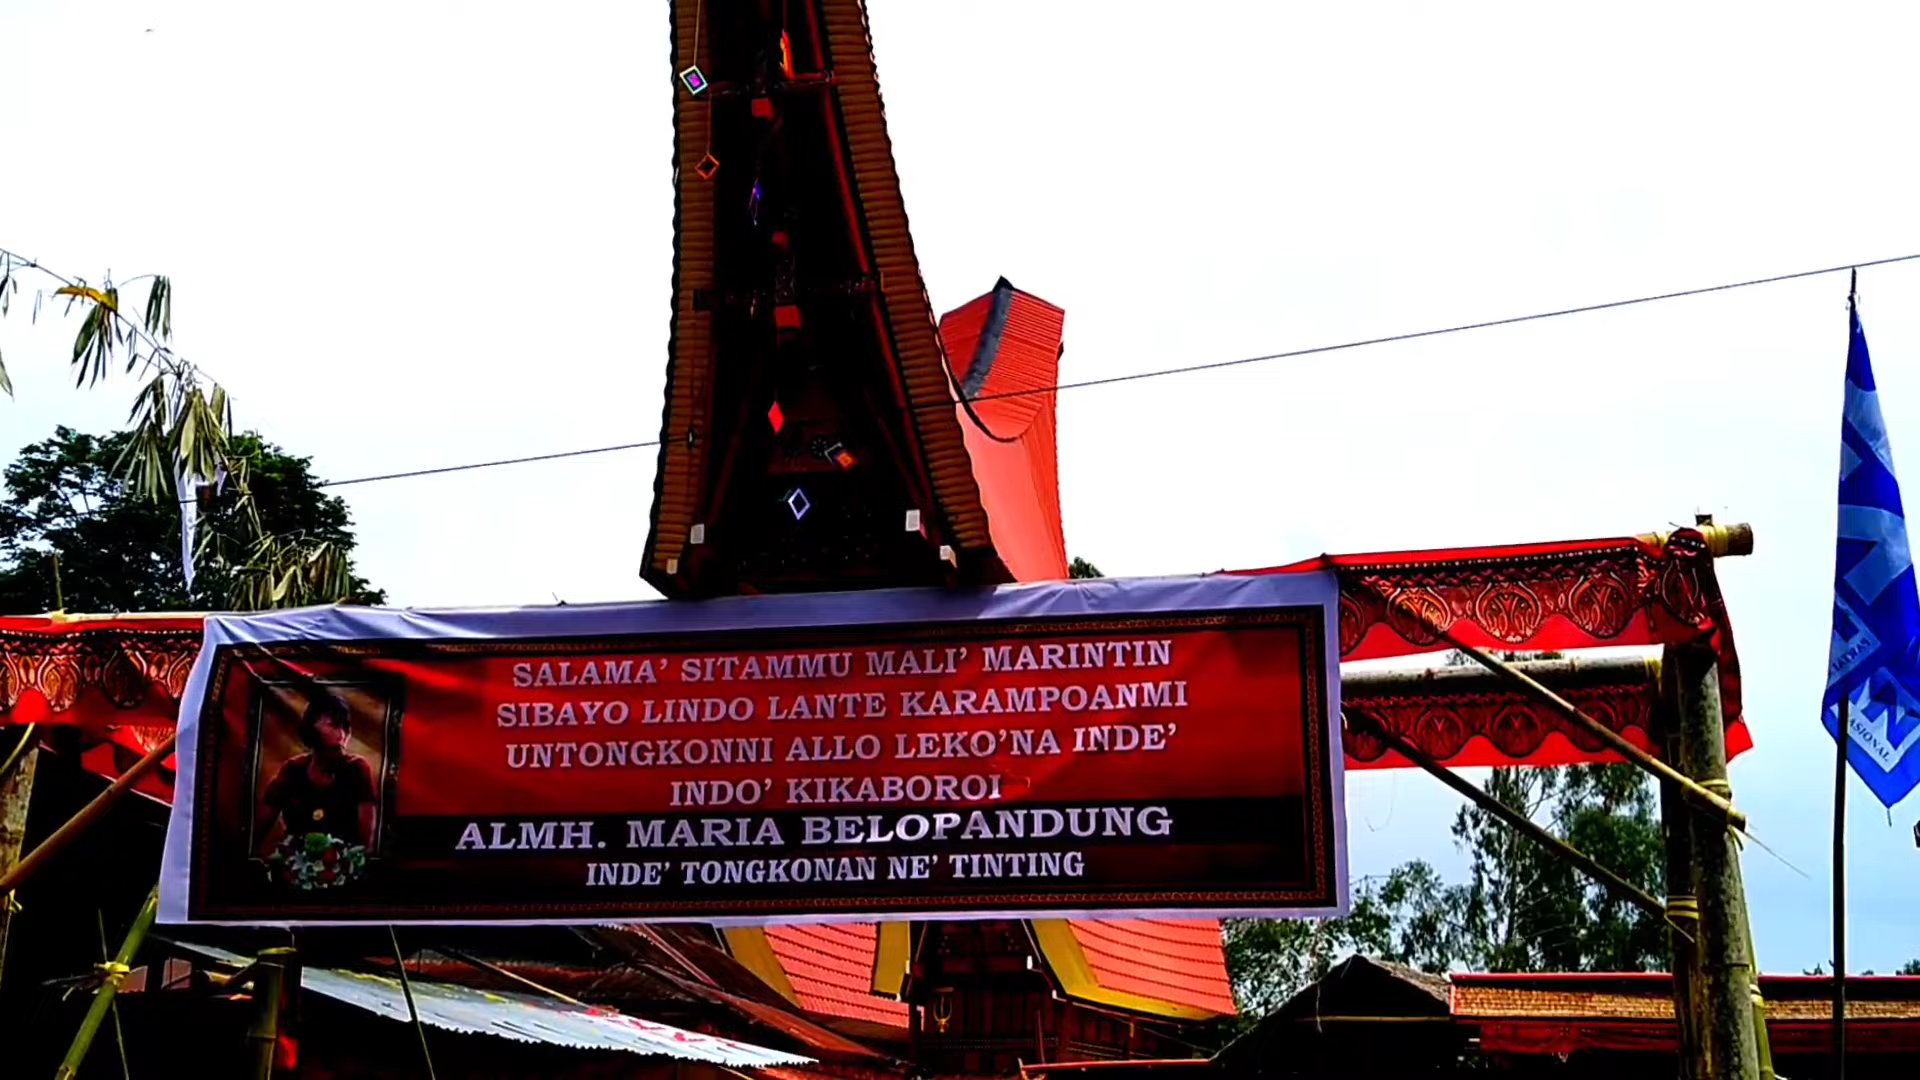 SALAMA' SITAMMU MALI' MARINTIN
SIBAYO LINDO LANTE KARAMPOANMI
UNTONGKONNI ALLO LEKO'NA INDE'
INDO' KIKABOROI
ALMH. MARIA BELOPANDUNG
INDE' TONGKONAN NE' TINTING